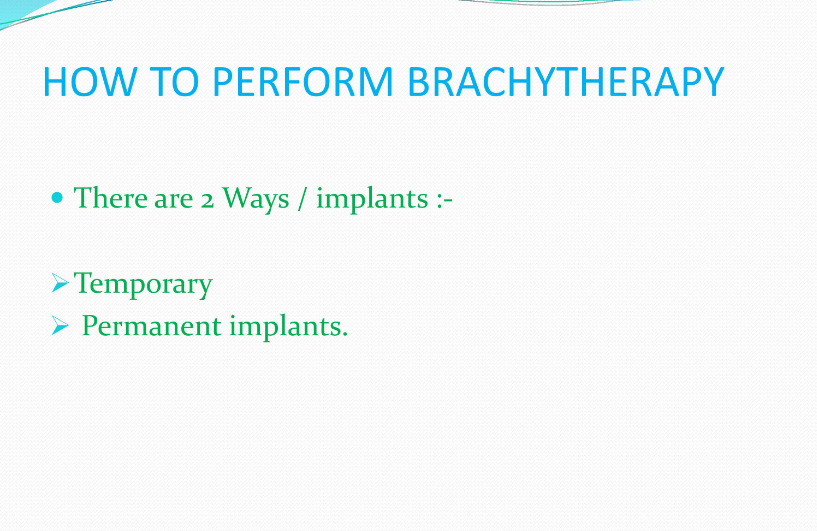 HOW TO PERFORM BRACHYTHERAPY
• There are 2 Ways / implants :-
➢Temporary
➢ Permanent implants.